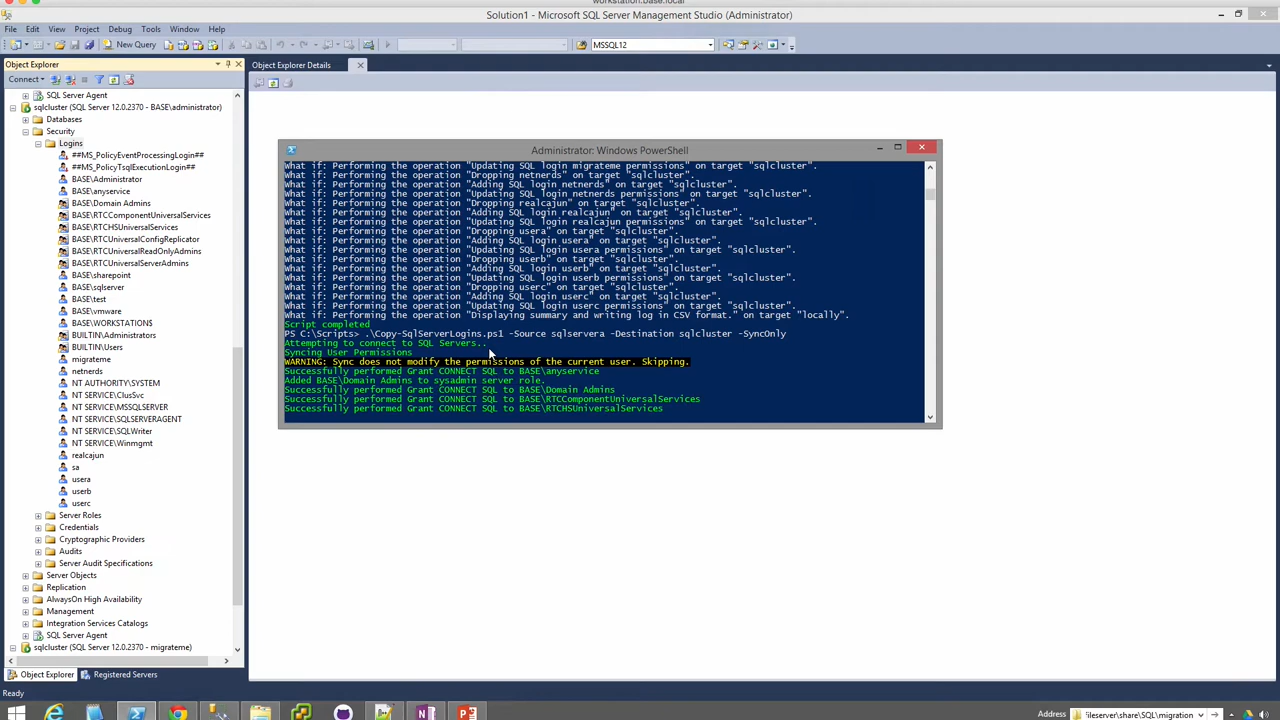 workstation.base.local
Solution1 - Microsoft SQL Server Management Studio (Administrator)
File Edit View Project Debug Tools Window Help
New Query
MSSQL12
Object Explorer
Object Explorer Details
Connect
SQL Server Agent
sqlcluster (SQL Server 12.0.2370 - BASE\administrator)
Databases
Security
Logins
##MS_PolicyEventProcessingLogin##
##MS_PolicyTsqlExecutionLogin##
BASE\Administrator
BASE\anyservice
BASE\Domain Admins
BASE\RTCComponentUniversalServices
BASE\RTCHSUniversalServices
BASE\RTCUniversalConfigReplicator
BASE\RTCUniversalReadOnlyAdmins
BASE\RTCUniversalServerAdmins
BASE\sharepoint
BASE\sqlserver
BASE\test
BASE\vmware
BASE\WORKSTATION$
BUILTIN\Administrators
BUILTIN\Users
migrateme
netnerds
NT AUTHORITY\SYSTEM
NT SERVICE\ClusSvc
NT SERVICE\MSSQLSERVER
NT SERVICE\SQLSERVERAGENT
NT SERVICE\SQLWriter
NT SERVICE\Winmgmt
realcajun
sa
usera
userb
userc
Server Roles
Credentials
Cryptographic Providers
Audits
Server Audit Specifications
Server Objects
Replication
AlwaysOn High Availability
Management
Integration Services Catalogs
SQL Server Agent
sqlcluster (SQL Server 12.0.2370 - migrateme)
Object Explorer Registered Servers
Ready
Administrator: Windows PowerShell
What if: Performing the operation "Updating SQL login migrateme permissions" on target "sqlcluster".
What if: Performing the operation "Dropping netnerds" on target "sqlcluster".
What if: Performing the operation "Adding SQL login netnerds" on target "sqlcluster".
What if: Performing the operation "Updating SQL login netnerds permissions" on target "sqlcluster".
What if: Performing the operation "Dropping realcajun" on target "sqlcluster".
What if: Performing the operation "Adding SQL login realcajun" on target "sqlcluster".
What if: Performing the operation "Updating SQL login realcajun permissions" on target "sqlcluster".
What if: Performing the operation "Dropping usera" on target "sqlcluster".
What if: Performing the operation "Adding SQL login usera" on target "sqlcluster".
What if: Performing the operation "Updating SQL login usera permissions" on target "sqlcluster".
What if: Performing the operation "Dropping userb" on target "sqlcluster".
What if: Performing the operation "Adding SQL login userb" on target "sqlcluster".
What if: Performing the operation "Updating SQL login userb permissions" on target "sqlcluster".
What if: Performing the operation "Dropping userc" on target "sqlcluster".
What if: Performing the operation "Adding SQL login userc" on target "sqlcluster".
What if: Performing the operation "Updating SQL login userc permissions" on target "sqlcluster".
What if: Performing the operation "Displaying summary and writing log in CSV format." on target "locally".
Script completed
PS C:\Scripts> .\Copy-SqlServerLogins.ps1 -Source sqlservera -Destination sqlcluster -SyncOnly
Attempting to connect to SQL Servers..
Syncing User Permissions
WARNING: Sync does not modify the permissions of the current user. Skipping.
Successfully performed Grant CONNECT SQL to BASE\anyservice
Added BASE\Domain Admins to sysadmin server role.
Successfully performed Grant CONNECT SQL to BASE\Domain Admins
Successfully performed Grant CONNECT SQL to BASE\RTCComponentUniversalServices
Successfully performed Grant CONNECT SQL to BASE\RTCHSUniversalServices
Address ileserver\share\SQL\migration